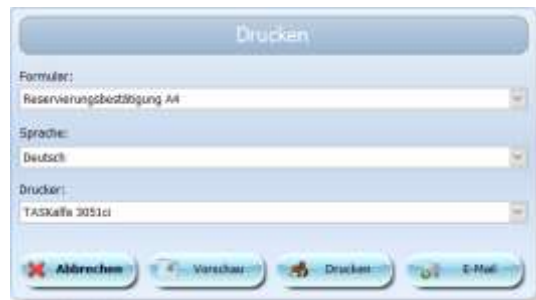 Drucken
Formular:
Reservierungsbestätigung A4
Sprache:
Deutsch
Drucker:
TASKalfa 3051ci
Abbrechen
Vorschau
Drucken
E-Mail